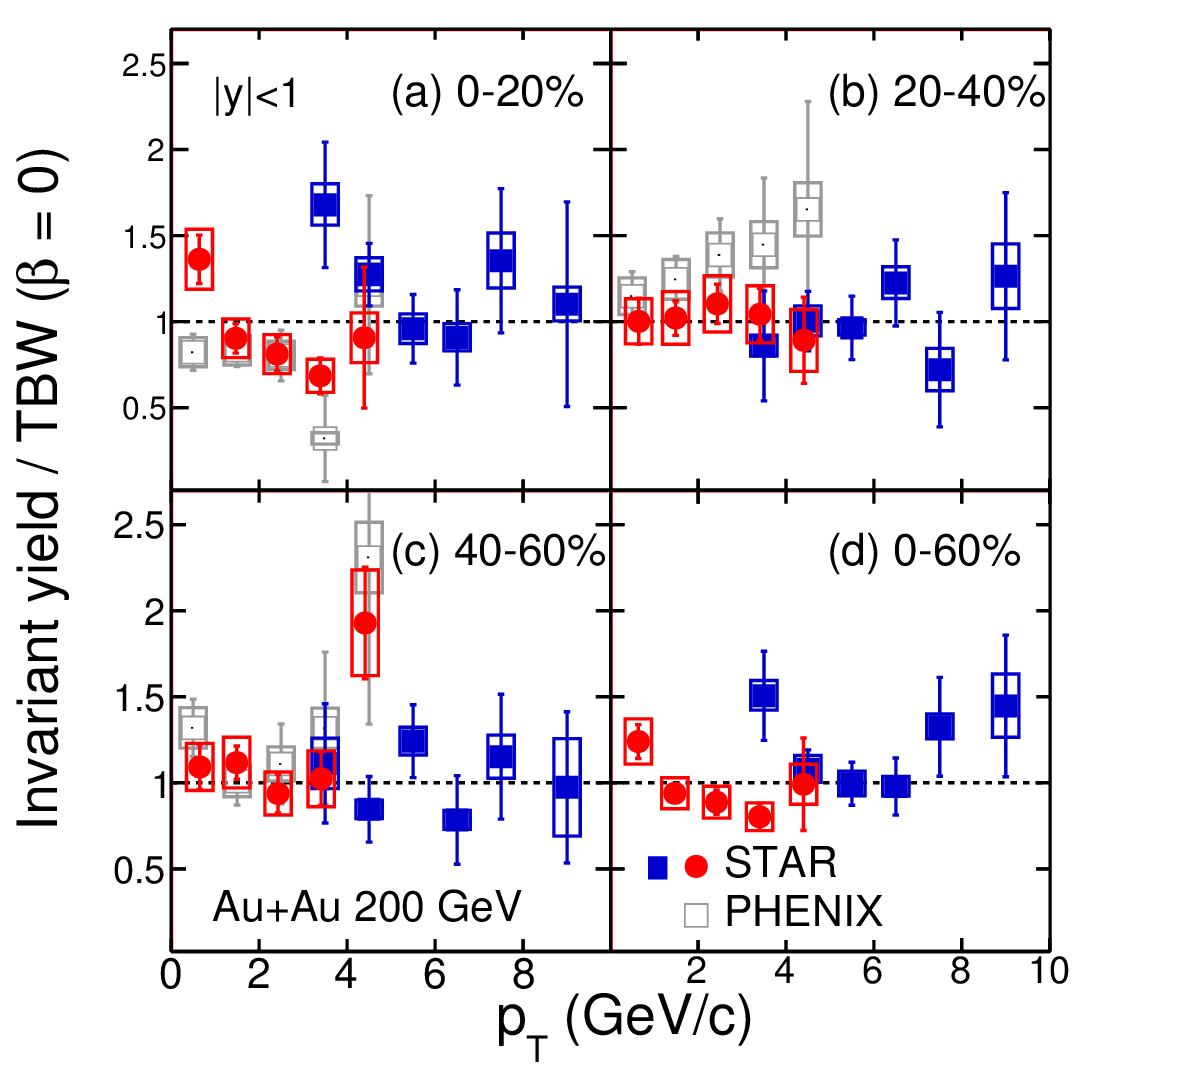 Invariant yield / TBW (β = 0)
2.5
2
1.5
1
0.5
|y|<1
(a) 0-20%
(b) 20-40%
2.5
2
1.5
1
0.5
(c) 40-60%
(d) 0-60%
Au+Au 200 GeV
STAR
PHENIX
0 2 4 6 8 2 4 6 8 10
p_T (GeV/c)